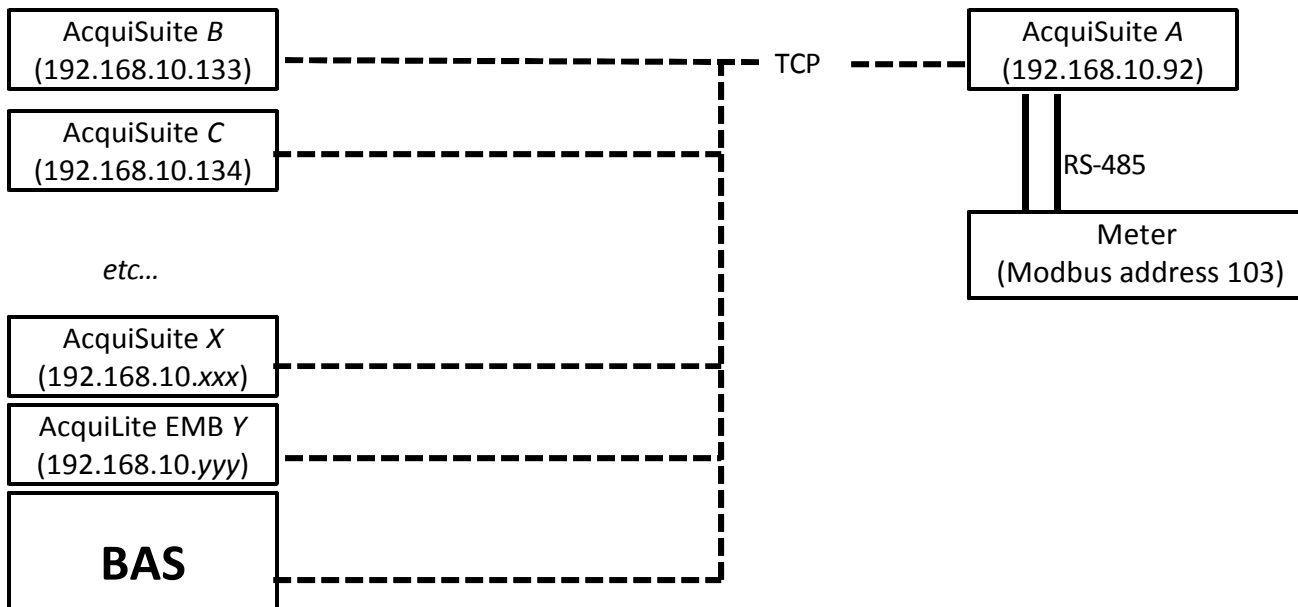 AcquiSuite B
(192.168.10.133)
TCP
AcquiSuite A
(192.168.10.92)
AcquiSuite C
(192.168.10.134)
RS-485
Meter
(Modbus address 103)
etc…
AcquiSuite X
(192.168.10.xxx)
AcquiLite EMB Y
(192.168.10.yyy)
BAS